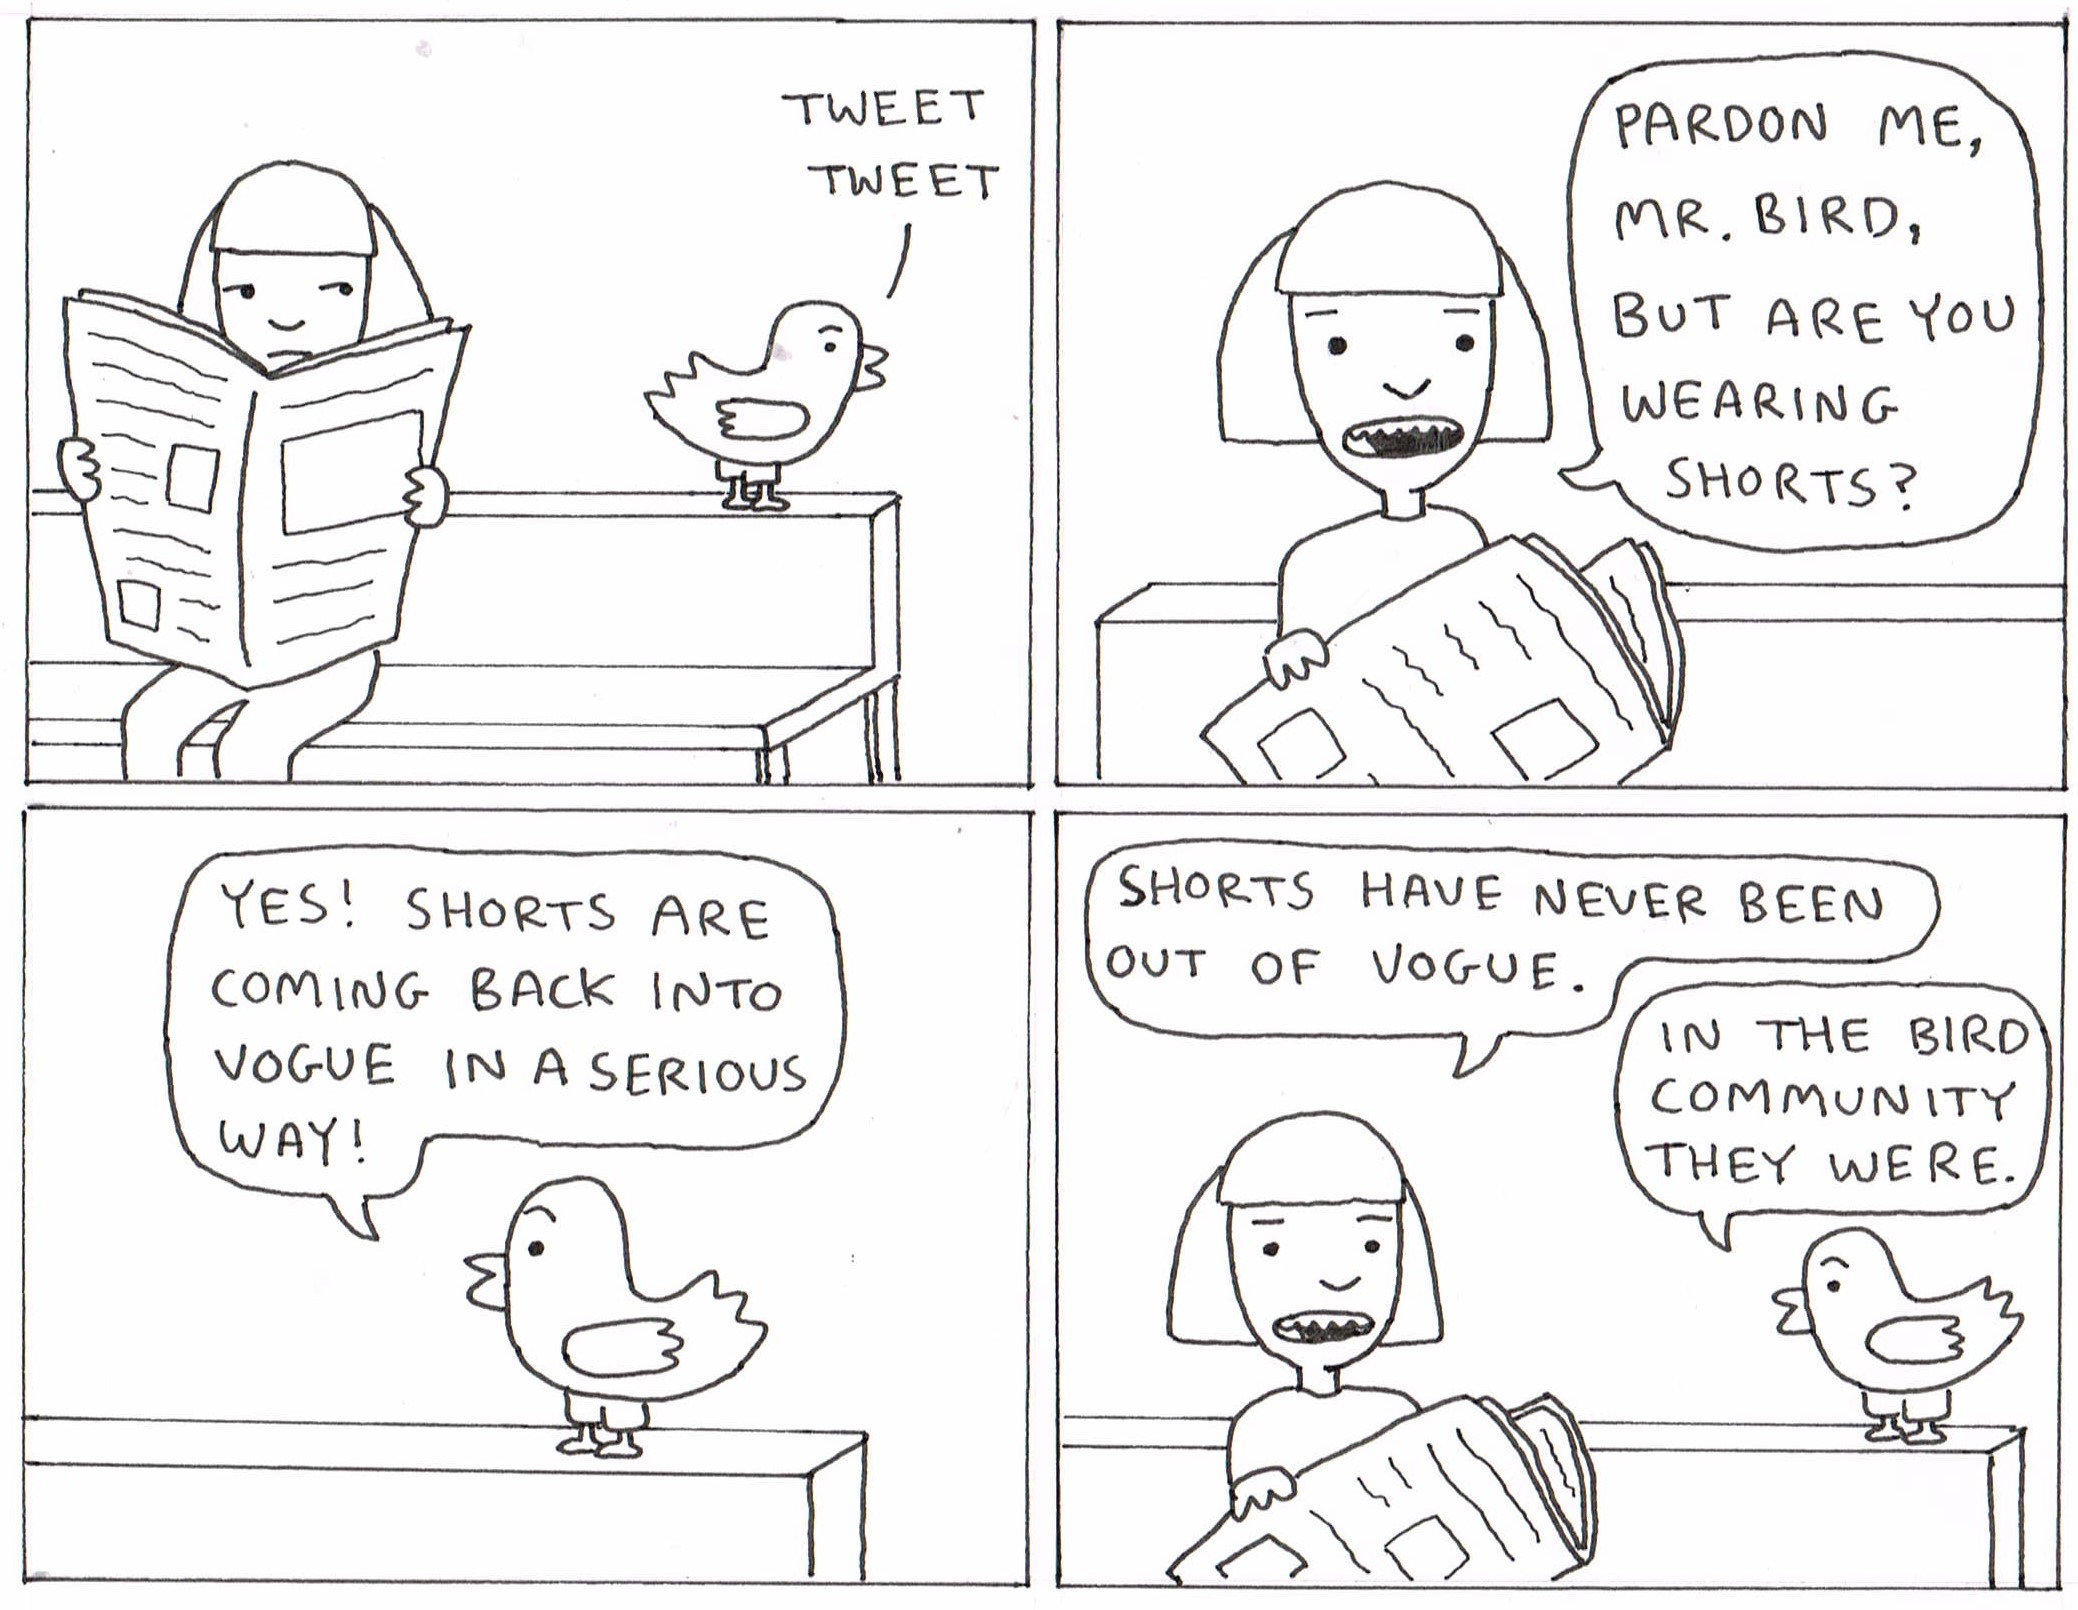 TWEET
TWEET
PARDON ME,
MR. BIRD,
BUT ARE YOU
WEARING
SHORTS?
YES! SHORTS ARE
COMING BACK INTO
VOGUE IN A SERIOUS
WAY!
SHORTS HAVE NEVER BEEN
OUT OF VOGUE.
IN THE BIRD
COMMUNITY
THEY WERE.